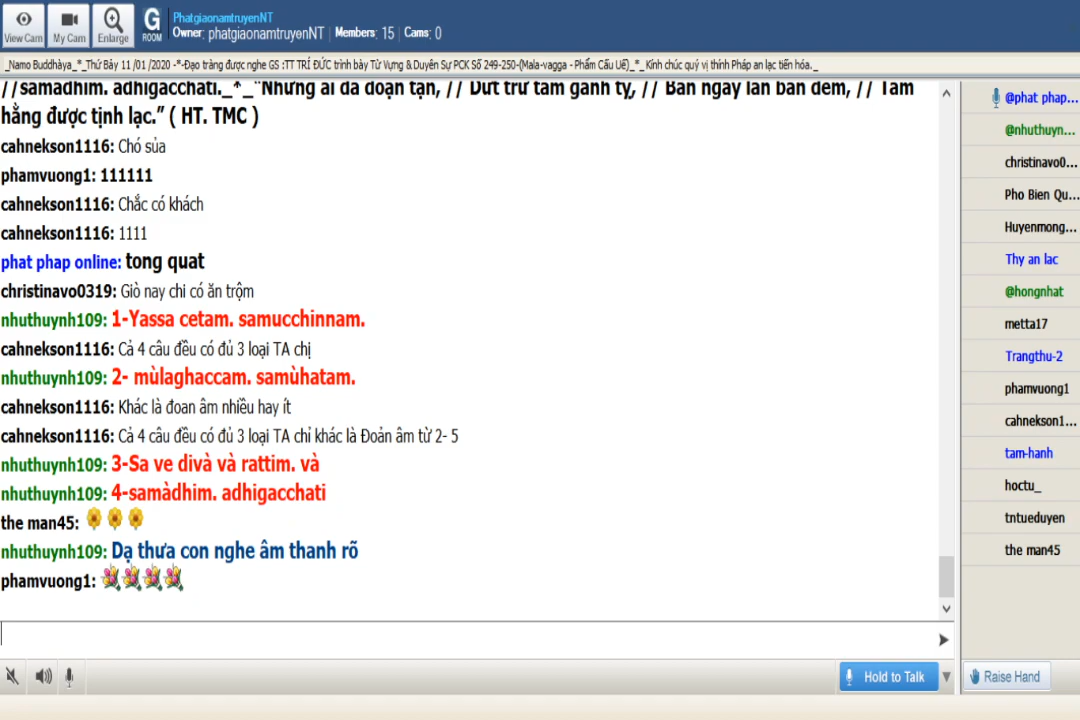 PhatgiaonamtruyenNT
G ROOM
Owner: phatgiaonamtruyenNT | Members: 15 | Cams: 0
View Cam
My Cam
Enlarge
_Namo Buddhàya_*_Thứ Bảy 11 /01 /2020 -*-Đạo tràng được nghe GS :TT TRÍ ĐỨC trình bày Từ Vựng & Duyên Sự PCK Số 249-250-(Mala-vagga - Phẩm Cấu Uế)_*_ Kính chúc quý vị thính Pháp an lạc tiến hóa._
//samàdhim. adhigacchati._*_"Những ai đã đoạn tận, // Dứt trừ tâm ganh tỵ, // Ban ngày lẫn ban đêm, // Tâm
hằng được tịnh lạc.” ( HT. TMC )
cahnekson1116: Chó sủa
phamvuong1: 111111
cahnekson1116: Chắc có khách
cahnekson1116: 1111
phat phap online: tong quat
christinavo0319: Giò nay chi có ăn trộm
nhuthuynh109: 1-Yassa cetam. samucchinnam.
cahnekson1116: Cả 4 câu đều có đủ 3 loại TA chị
nhuthuynh109: 2- mùlaghaccam. samùhatam.
cahnekson1116: Khác là đoan âm nhiều hay ít
cahnekson1116: Cả 4 câu đều có đủ 3 loại TA chỉ khác là Đoản âm từ 2- 5
nhuthuynh109: 3-Sa ve divà và rattim. và
nhuthuynh109: 4-samàdhim. adhigacchati
the man45:
nhuthuynh109: Dạ thưa con nghe âm thanh rõ
phamvuong1:
@phat phap...
@nhuthuyn...
christinavo0...
Pho Bien Qu...
Huyenmong...
Thy an lac
@hongnhat
metta17
Trangthu-2
phamvuong1
cahnekson1...
tam-hanh
hoctu_
tntueduyen
the man45
Hold to Talk
Raise Hand